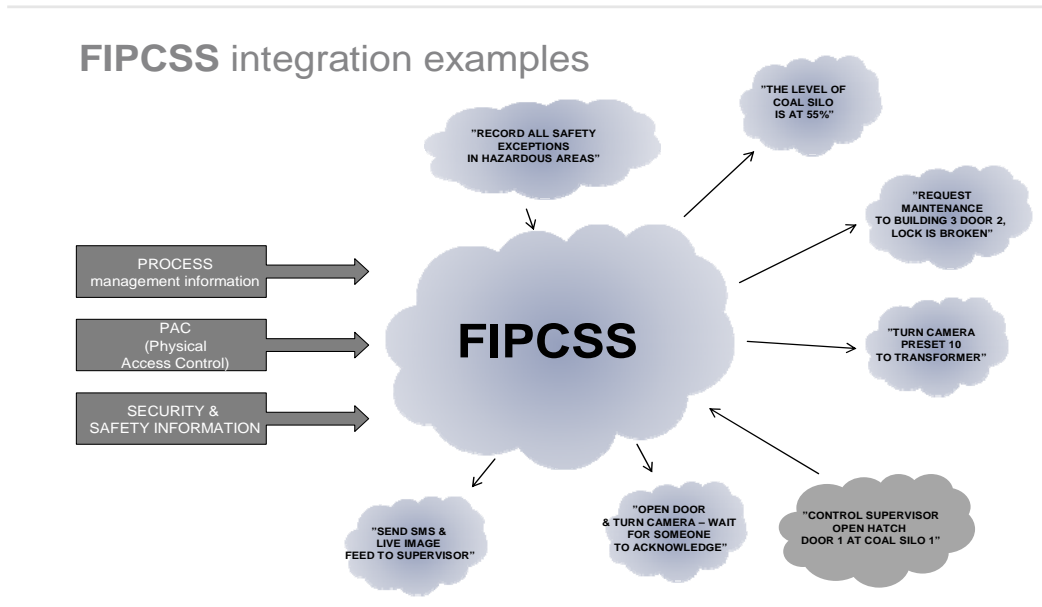 FIPCSS integration examples
"THE LEVEL OF
COAL SILO
IS AT 55%"
"RECORD ALL SAFETY
EXCEPTIONS
IN HAZARDOUS AREAS"
"REQUEST
MAINTENANCE
TO BUILDING 3 DOOR 2,
LOCK IS BROKEN"
PROCESS
management information
PAC
(Physical
Access Control)
SECURITY &
SAFETY INFORMATION
FIPCSS
"TURN CAMERA
PRESET 10
TO TRANSFORMER"
"SEND SMS &
LIVE IMAGE
FEED TO SUPERVISOR"
"OPEN DOOR
& TURN CAMERA – WAIT
FOR SOMEONE
TO ACKNOWLEDGE"
"CONTROL SUPERVISOR
OPEN HATCH
DOOR 1 AT COAL SILO 1"